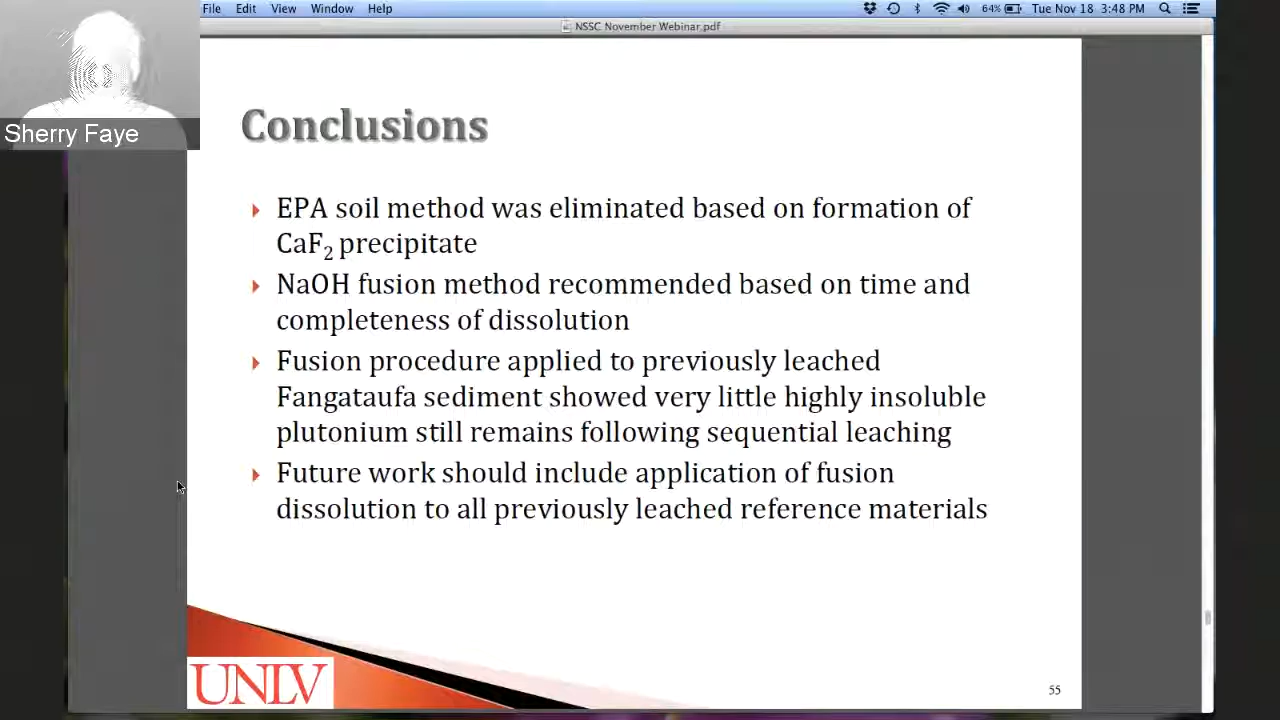 File Edit View Window Help 64% Tue Nov 18 3:48 PM
NSSC November Webinar.pdf
Sherry Faye
Conclusions
EPA soil method was eliminated based on formation of
CaF2 precipitate
NaOH fusion method recommended based on time and
completeness of dissolution
Fusion procedure applied to previously leached
Fangataufa sediment showed very little highly insoluble
plutonium still remains following sequential leaching
Future work should include application of fusion
dissolution to all previously leached reference materials
UNLV
55